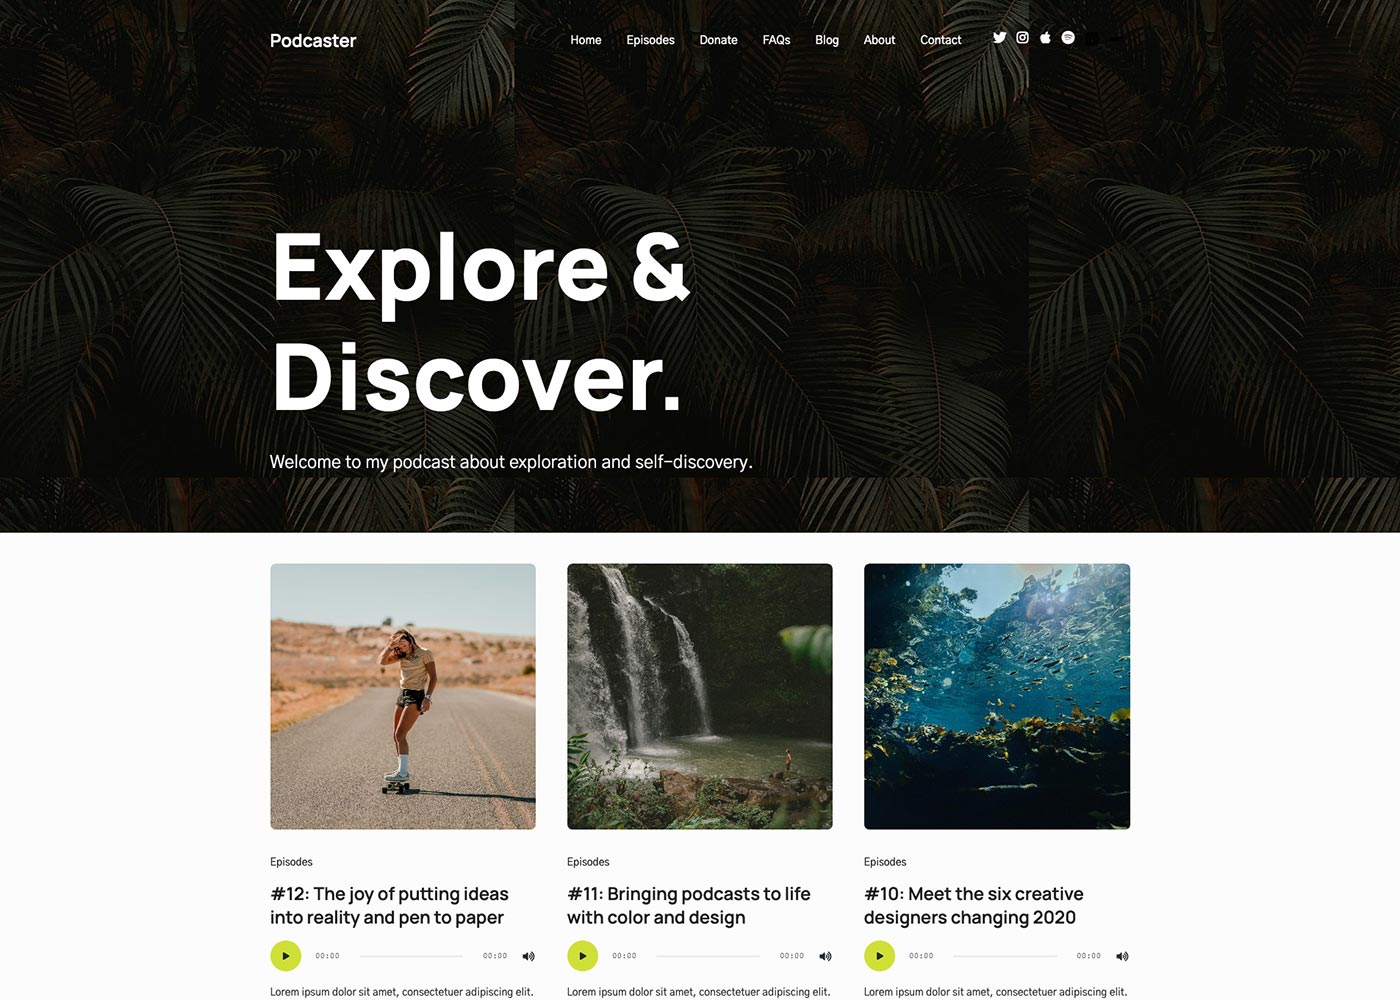 Podcaster
Home Episodes Donate FAQs Blog About Contact
Explore &
Discover.
Welcome to my podcast about exploration and self-discovery.
Episodes
#12: The joy of putting ideas
into reality and pen to paper
00:00 00:00
Lorem ipsum dolor sit amet, consectetuer adipiscing elit.
Episodes
#11: Bringing podcasts to life
with color and design
00:00 00:00
Lorem ipsum dolor sit amet, consectetuer adipiscing elit.
Episodes
#10: Meet the six creative
designers changing 2020
00:00 00:00
Lorem ipsum dolor sit amet, consectetuer adipiscing elit.